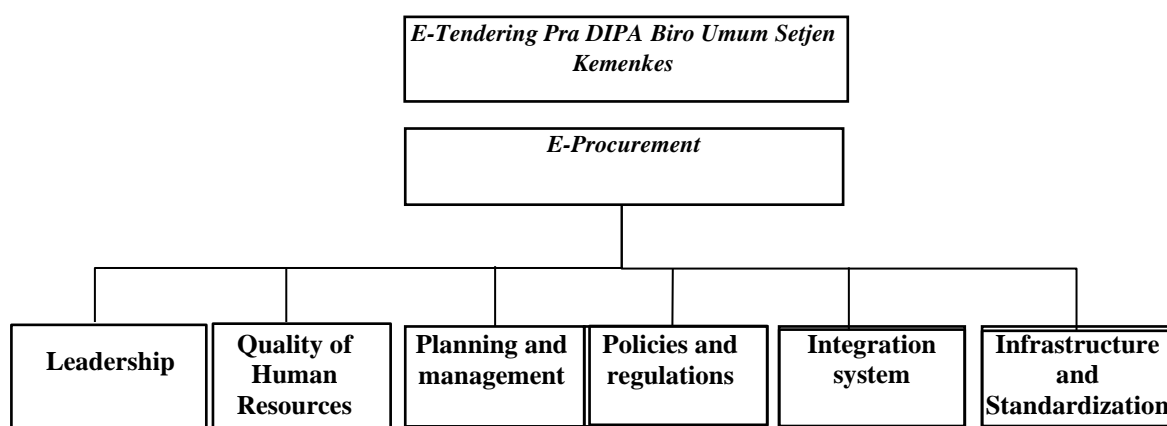 E-Tendering Pra DIPA Biro Umum Setjen
Kemenkes
E-Procurement
Leadership
Quality of
Human
Resources
Planning and
management
Policies and
regulations
Integration
system
Infrastructure
and
Standardization